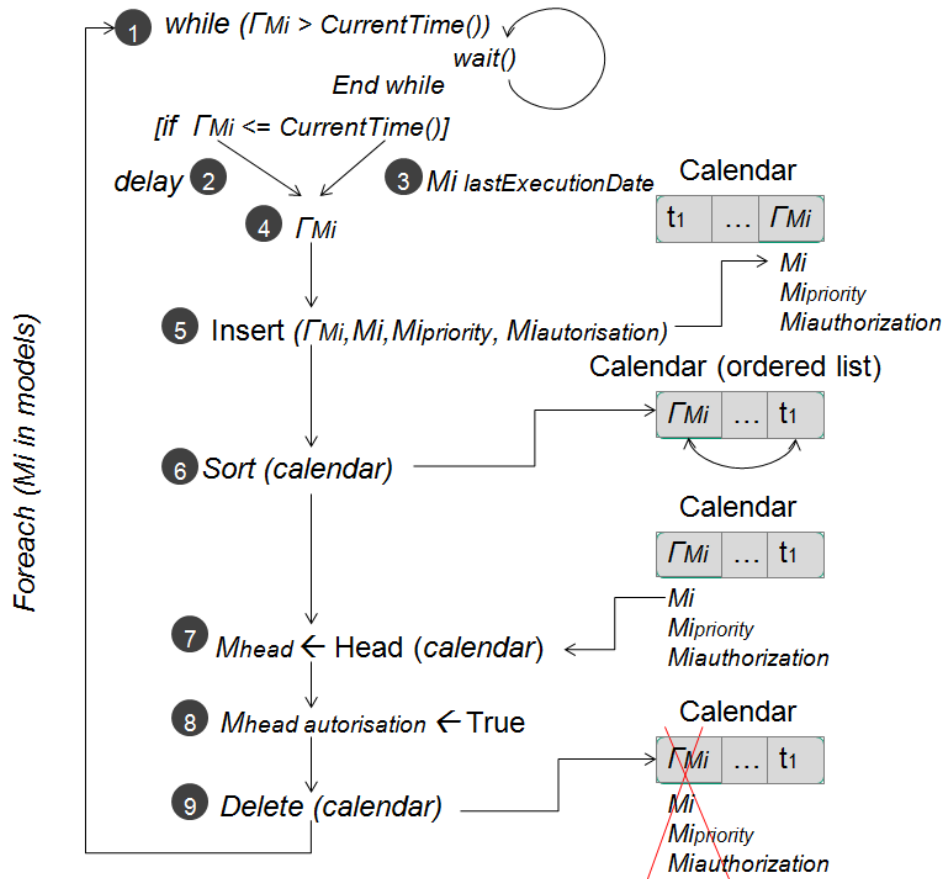 1 while (ΓMi > CurrentTime())
wait()
End while
[if ΓMi <= CurrentTime()]
delay 2
3 Mi lastExecutionDate
4 ΓMi
Calendar
t1 … ΓMi
Mi
Mipriority
Miauthorization
5 Insert (ΓMi, Mi, Mipriority, Miautorisation)
Calendar (ordered list)
ΓMi … t1
6 Sort (calendar)
Calendar
ΓMi … t1
Mi
Mipriority
Miauthorization
7 Mhead ← Head (calendar)
8 Mhead autorisation ← True
Calendar
ΓMi … t1
Mi
Mipriority
Miauthorization
9 Delete (calendar)
Foreach (Mi in models)